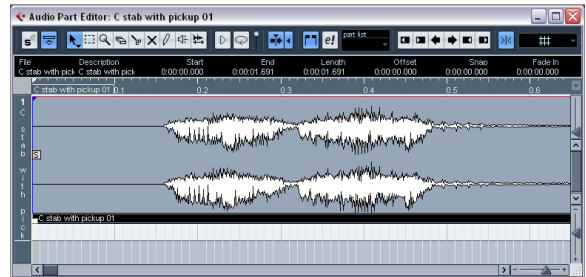 Audio Part Editor: C stab with pickup 01
part list
File Description Start End Length Offset Snap Fade In
C stab with pick C stab with pick 0:00:00.000 0:00:01.691 0:00:01.691 0:00:00.000 0:00:00.000 0:00:00.000
C stab with pickup 01 0.1 0.2 0.3 0.4 0.5 0.6
1
C stab with pick
S
C stab with pickup 01